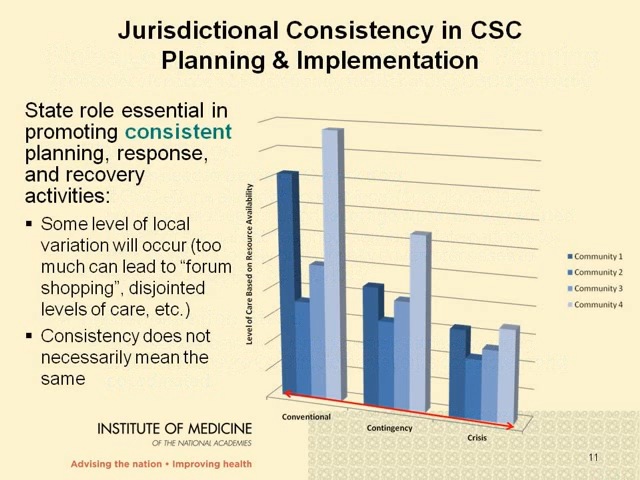 Jurisdictional Consistency in CSC
Planning & Implementation
State role essential in
promoting consistent
planning, response,
and recovery
activities:
▪ Some level of local
variation will occur (too
much can lead to “forum
shopping”, disjointed
levels of care, etc.)
▪ Consistency does not
necessarily mean the
same
Level of Care Based on Resource Availability
Conventional
Contingency
Crisis
Community 1
Community 2
Community 3
Community 4
INSTITUTE OF MEDICINE
OF THE NATIONAL ACADEMIES
Advising the nation • Improving health
11